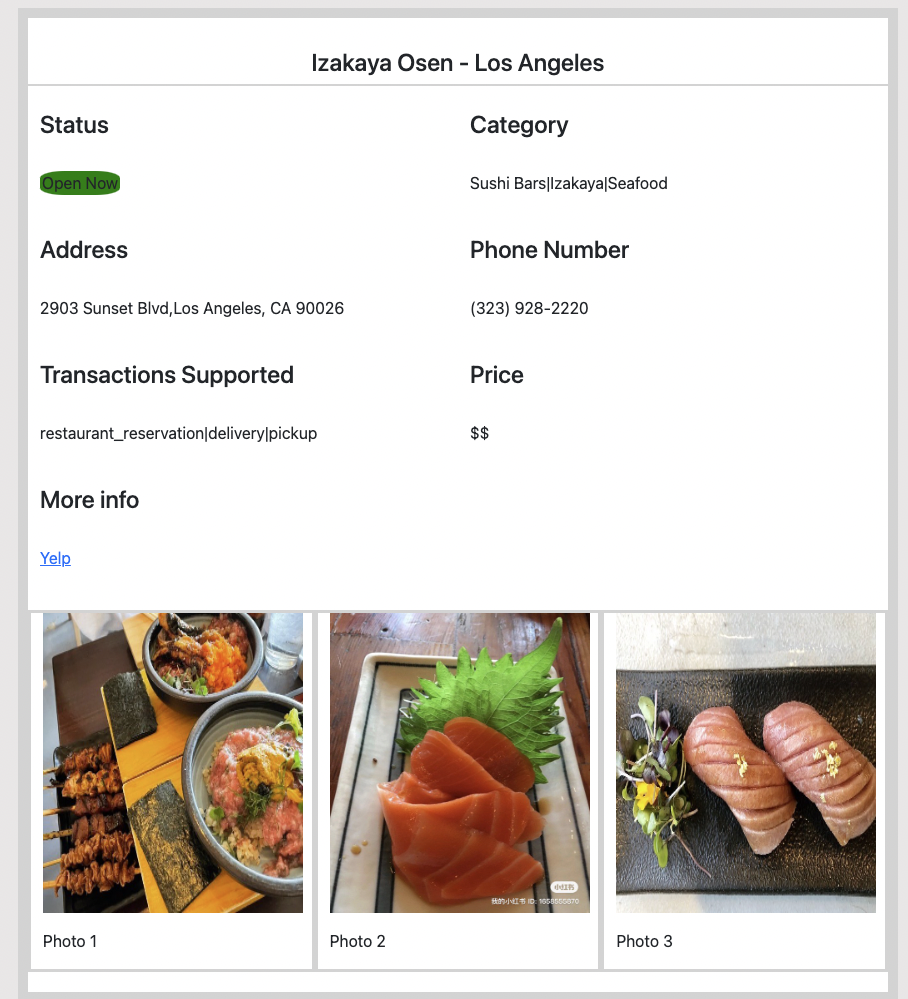 Izakaya Osen - Los Angeles
Status
Category
Open Now
Sushi Bars|Izakaya|Seafood
Address
Phone Number
2903 Sunset Blvd,Los Angeles, CA 90026
(323) 928-2220
Transactions Supported
Price
restaurant_reservation|delivery|pickup
$$
More info
Yelp
小红书
我的小红书 ID: 1658555870
Photo 1
Photo 2
Photo 3